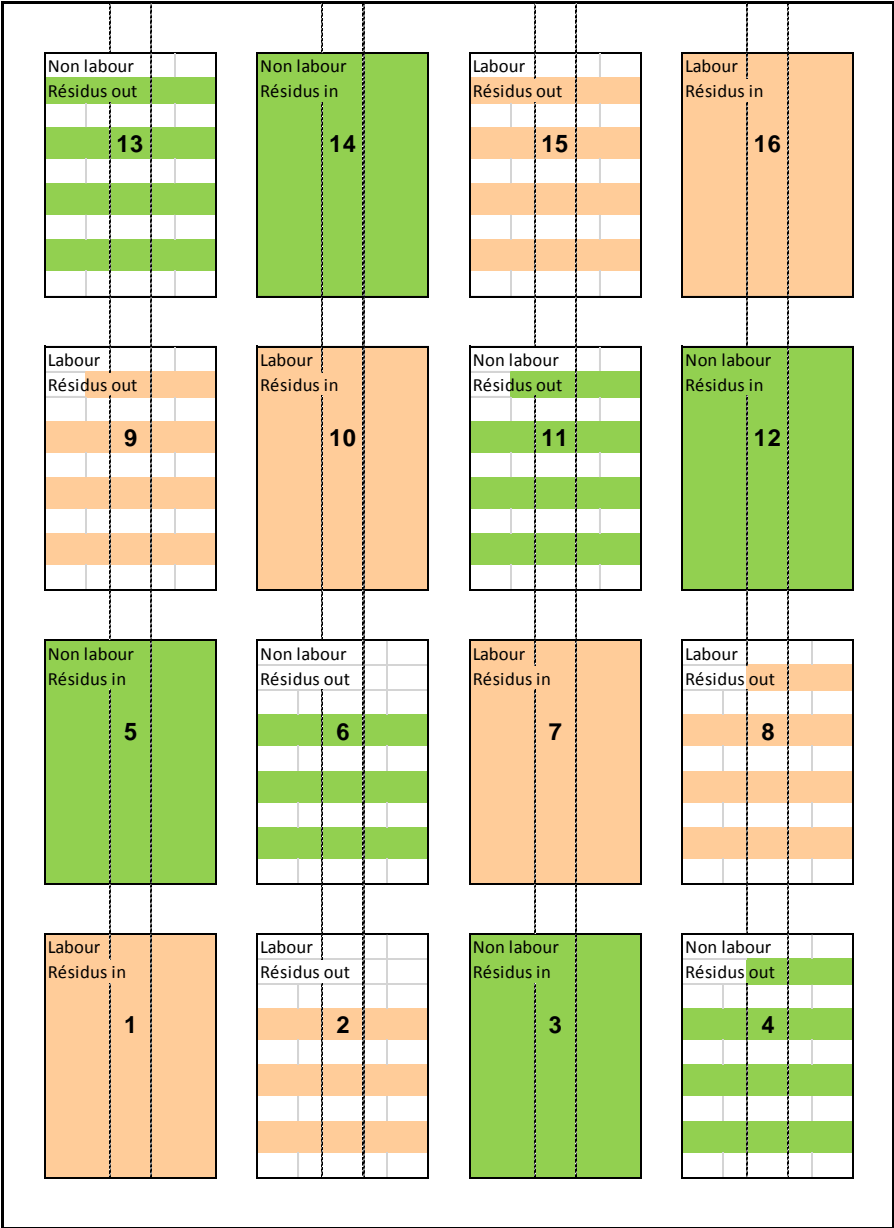 Non labour
Résidus out
13
Non labour
Résidus in
14
Labour
Résidus out
15
Labour
Résidus in
16
Labour
Résidus out
9
Labour
Résidus in
10
Non labour
Résidus out
11
Non labour
Résidus in
12
Non labour
Résidus in
5
Non labour
Résidus out
6
Labour
Résidus in
7
Labour
Résidus out
8
Labour
Résidus in
1
Labour
Résidus out
2
Non labour
Résidus in
3
Non labour
Résidus out
4